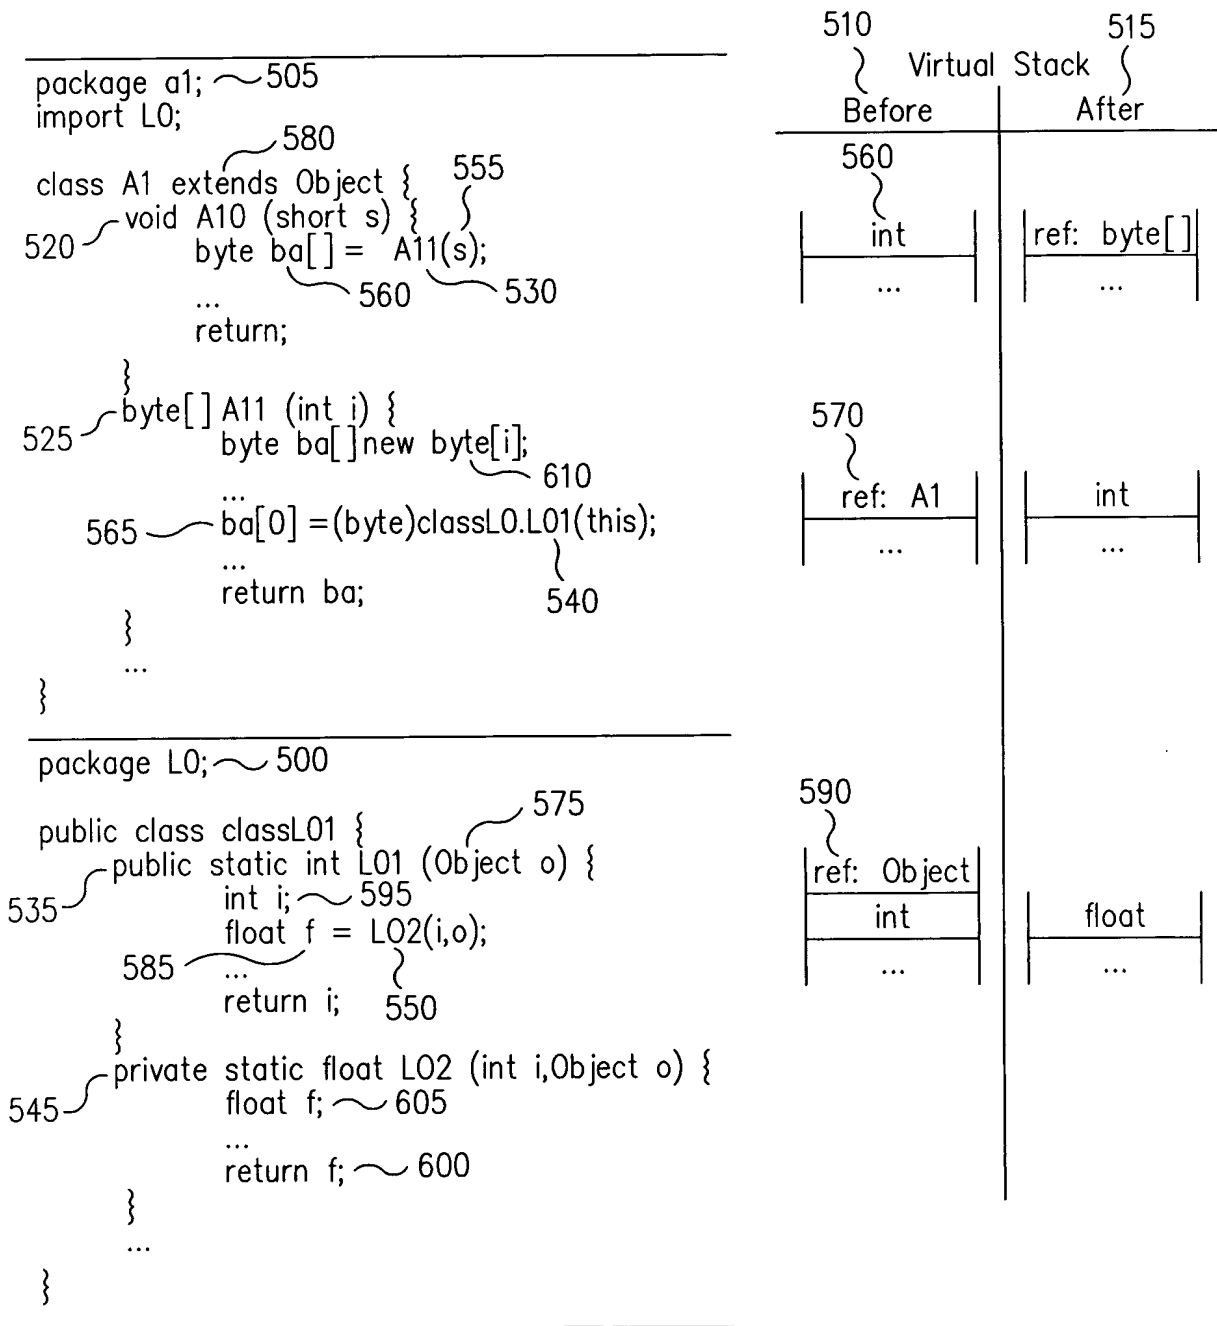 510 515
Virtual Stack
Before After
package a1; 505
import L0;
580
class A1 extends Object { 555
520 void A10 (short s) {
byte ba[] = A11(s);
560 530
...
return;
}
560
int ref: byte[]
... ...
525 byte[] A11 (int i) {
byte ba[]new byte[i];
610
...
565 ba[0] =(byte)classL0.L01(this);
...
return ba; 540
}
...
}
570
ref: A1 int
... ...
package L0; 500
575
public class classL01 {
535 public static int L01 (Object o) {
int i; 595
float f = L02(i,o);
585 ...
return i; 550
}
590
ref: Object
int float
... ...
545 private static float L02 (int i,Object o) {
float f; 605
...
return f; 600
}
...
}